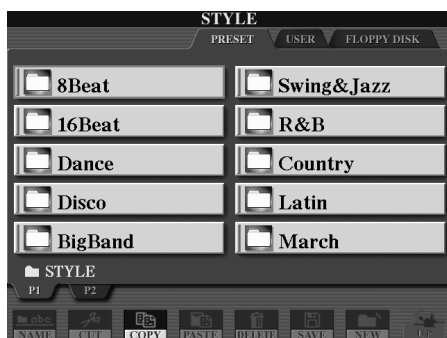 STYLE
PRESET USER FLOPPY DISK
8Beat Swing&Jazz
16Beat R&B
Dance Country
Disco Latin
BigBand March
STYLE
P1 P2
abc
NAME CUT COPY PASTE DELETE SAVE NEW UP